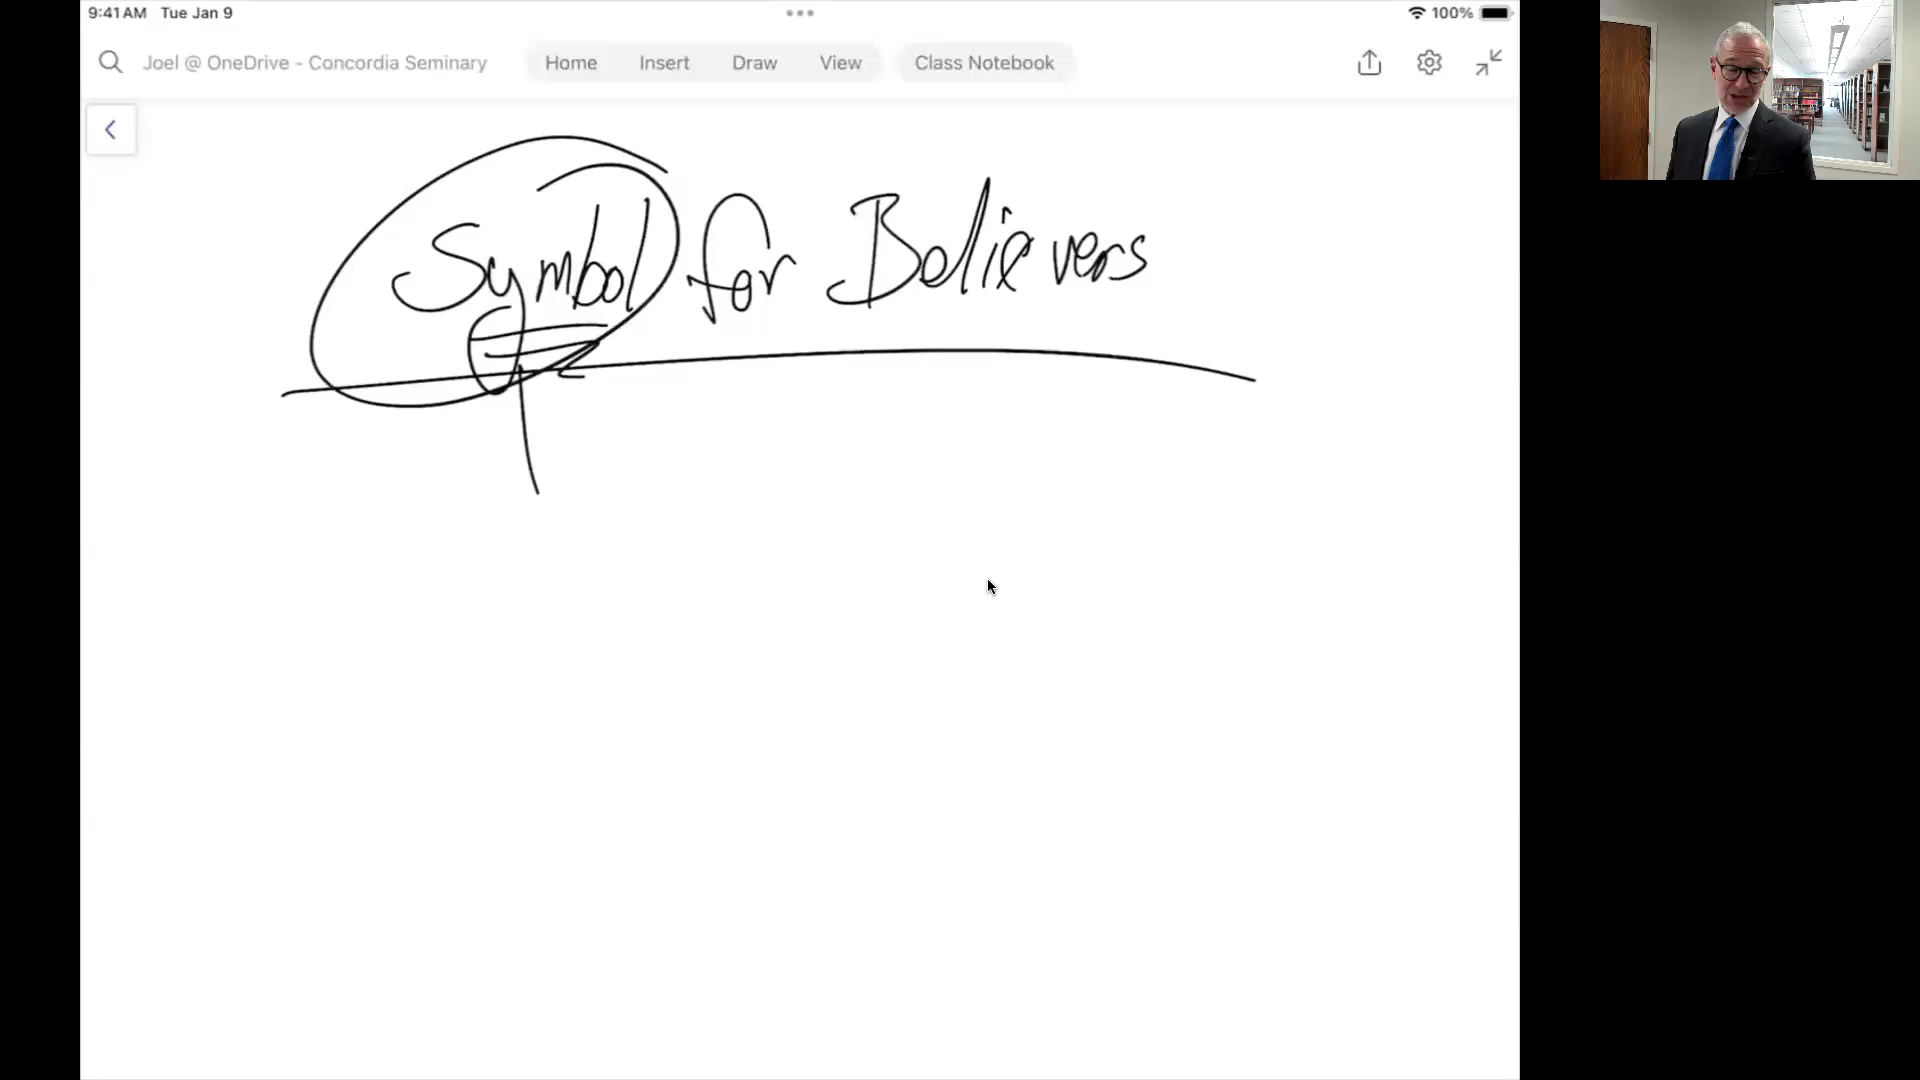 9:41 AM Tue Jan 9 100%
Joel @ OneDrive - Concordia Seminary Home Insert Draw View Class Notebook
Symbol for Believers